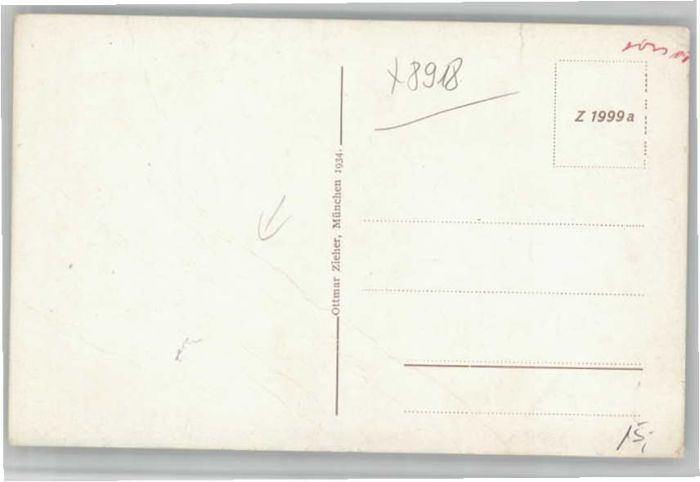 X8918
Z 1999a
Ottmar Zieher, München 1934.
15,-